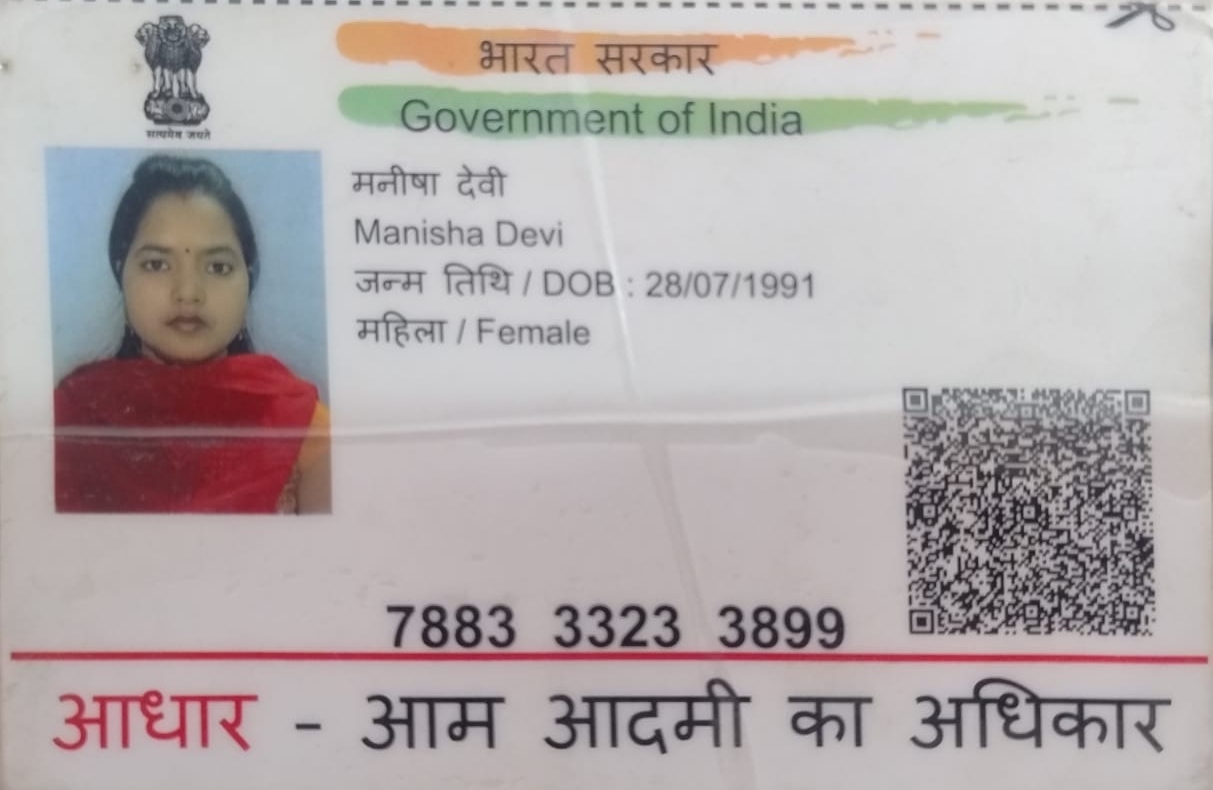 भारत सरकार
Government of India
सत्यमेव जयते
मनीषा देवी
Manisha Devi
जन्म तिथि / DOB : 28/07/1991
महिला / Female
7883 3323 3899
आधार - आम आदमी का अधिकार